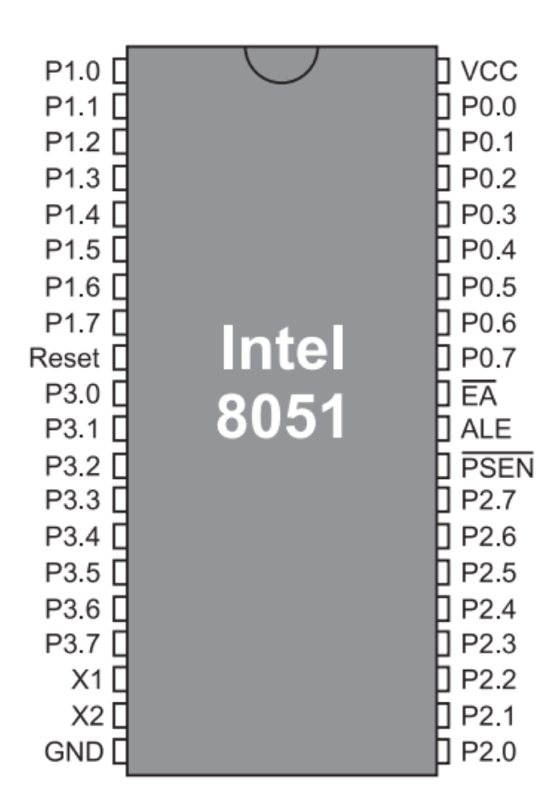 P1.0 VCC
P1.1 P0.0
P1.2 P0.1
P1.3 P0.2
P1.4 P0.3
P1.5 P0.4
P1.6 P0.5
P1.7 P0.6
Reset P0.7
P3.0 E̅A̅
P3.1 ALE
P3.2 P̅S̅E̅N̅
P3.3 P2.7
P3.4 P2.6
P3.5 P2.5
P3.6 P2.4
P3.7 P2.3
X1 P2.2
X2 P2.1
GND P2.0
Intel
8051